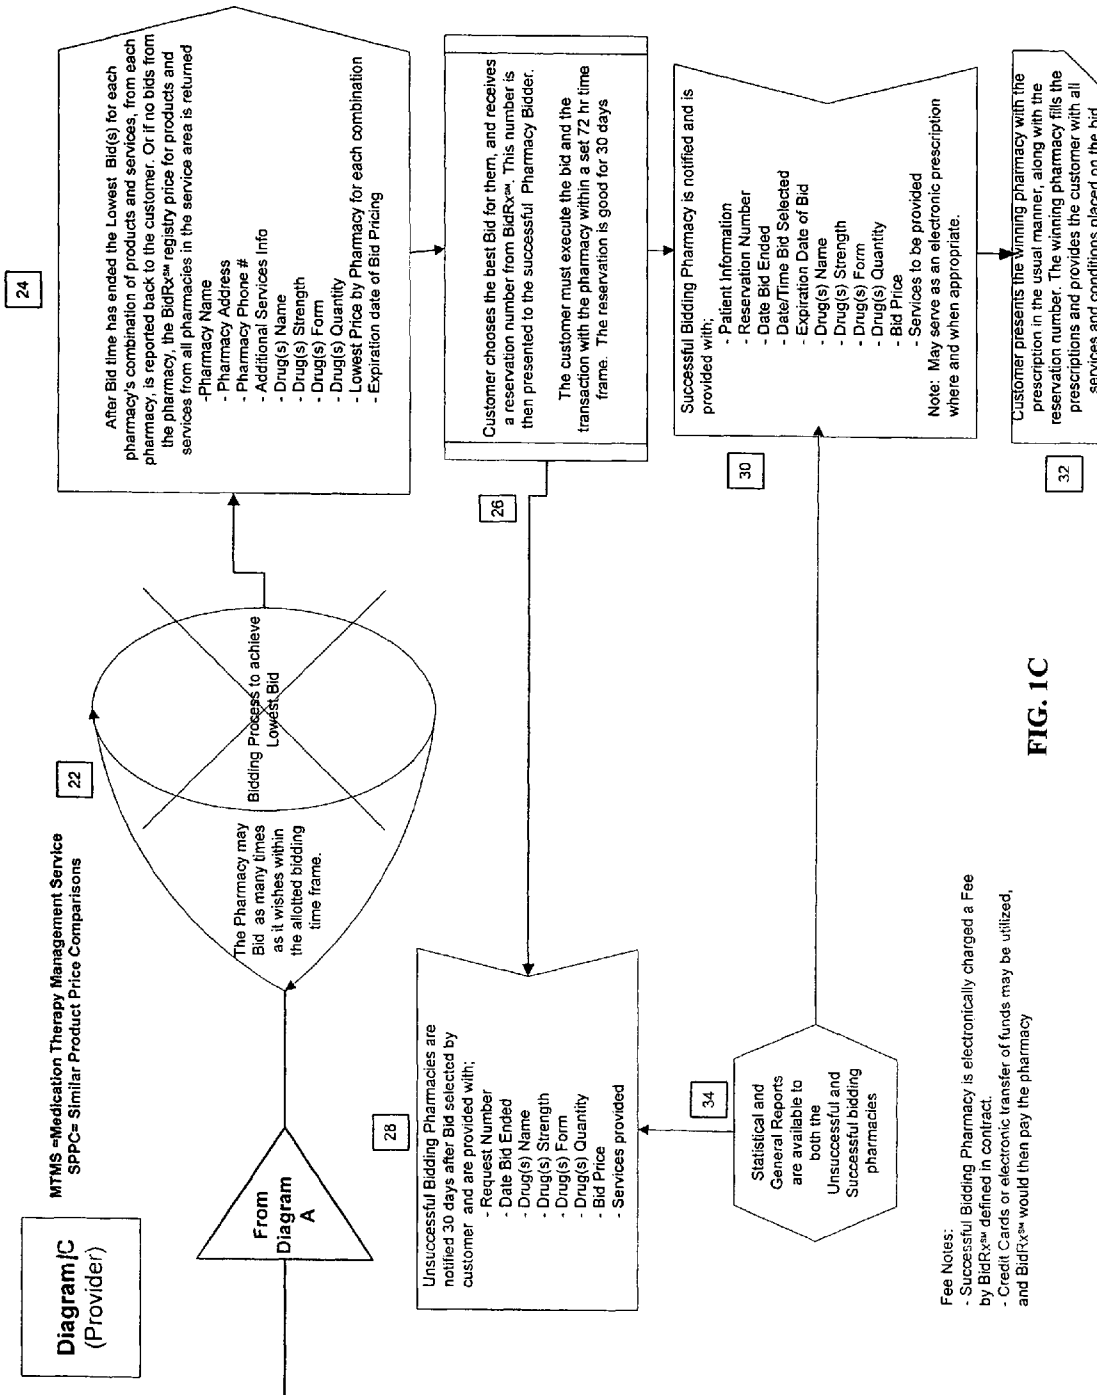 Diagram C
(Provider)
MTMS =Medication Therapy Management Service
SPPC= Similar Product Price Comparisons
From
Diagram
A
22
The Pharmacy may
Bid as many times
as it wishes within
the allotted bidding
time frame.
Bidding Process to achieve
Lowest Bid
24
After Bid time has ended the Lowest Bid(s) for each
pharmacy's combination of products and services, from each
pharmacy, is reported back to the customer. Or if no bids from
the pharmacy, the BidRx℠ registry price for products and
services from all pharmacies in the service area is returned
-Pharmacy Name
- Pharmacy Address
- Pharmacy Phone #
- Additional Services Info
- Drug(s) Name
- Drug(s) Strength
- Drug(s) Form
- Drug(s) Quantity
- Lowest Price by Pharmacy for each combination
- Expiration date of Bid Pricing
26
Customer chooses the best Bid for them, and receives
a reservation number from BidRx℠. This number is
then presented to the successful Pharmacy Bidder.
The customer must execute the bid and the
transaction with the pharmacy within a set 72 hr time
frame. The reservation is good for 30 days
28
Unsuccessful Bidding Pharmacies are
notified 30 days after Bid selected by
customer and are provided with;
- Request Number
- Date Bid Ended
- Drug(s) Name
- Drug(s) Strength
- Drug(s) Form
- Drug(s) Quantity
- Bid Price
- Services provided
30
Successful Bidding Pharmacy is notified and is
provided with;
- Patient Information
- Reservation Number
- Date Bid Ended
- Date/Time Bid Selected
- Expiration Date of Bid
- Drug(s) Name
- Drug(s) Strength
- Drug(s) Form
- Drug(s) Quantity
- Bid Price
- Services to be provided
Note: May serve as an electronic prescription
where and when appropriate.
34
Statistical and
General Reports
are available to
both the
Unsuccessful and
Successful bidding
pharmacies
32
Customer presents the winning pharmacy with the
prescription in the usual manner, along with the
reservation number. The winning pharmacy fills the
prescriptions and provides the customer with all
services and conditions placed on the bid
Fee Notes:
- Successful Bidding Pharmacy is electronically charged a Fee
by BidRx℠ defined in contract.
- Credit Cards or electronic transfer of funds may be utilized,
and BidRx℠ would then pay the pharmacy
FIG. 1C